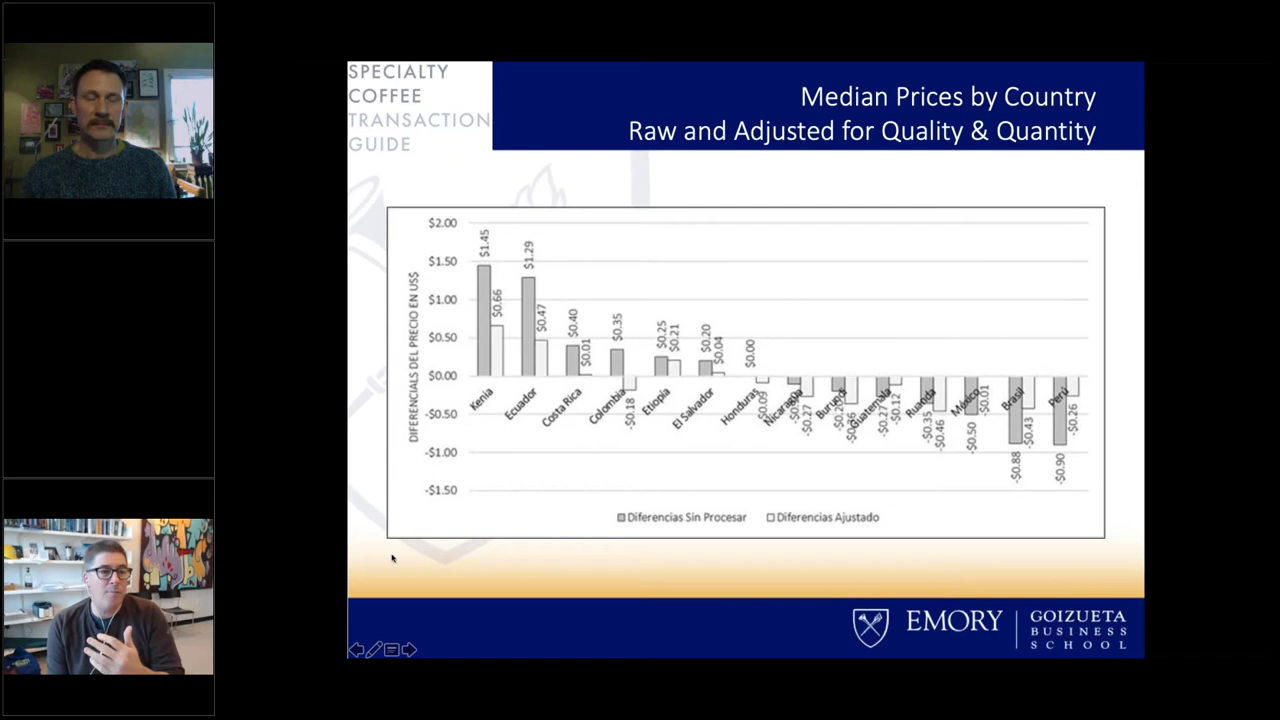 SPECIALTY
COFFEE
TRANSACTION
GUIDE
Median Prices by Country
Raw and Adjusted for Quality & Quantity
DIFERENCIALS DEL PRECIO EN US$
$2.00
$1.50
$1.00
$0.50
$0.00
-$0.50
-$1.00
-$1.50
$1.45
$0.66
$1.29
$0.47
$0.40
$0.01
$0.35
-$0.18
$0.25
$0.21
$0.20
$0.04
$0.00
-$0.09
-$0.27
-$0.27
-$0.12
-$0.35
-$0.46
-$0.50
-$0.01
-$0.88
-$0.43
-$0.90
-$0.26
Kenia
Ecuador
Costa Rica
Colombia
Etiopia
El Salvador
Honduras
Nicaragua
Burundi
Guatemala
Ruanda
México
Brasil
Perú
Diferencias Sin Procesar
Diferencias Ajustado
EMORY
GOIZUETA
BUSINESS
SCHOOL